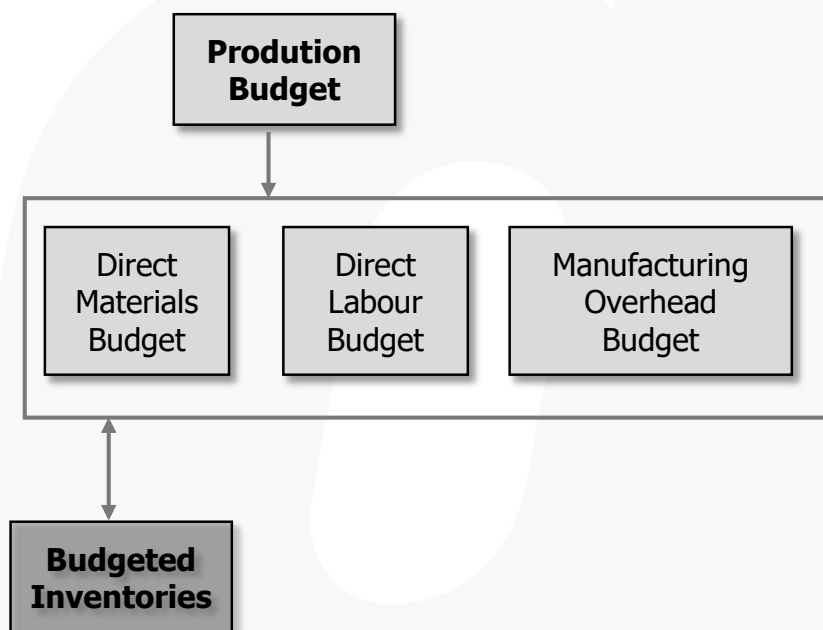 Prodution
Budget
Direct
Materials
Budget
Direct
Labour
Budget
Manufacturing
Overhead
Budget
Budgeted
Inventories